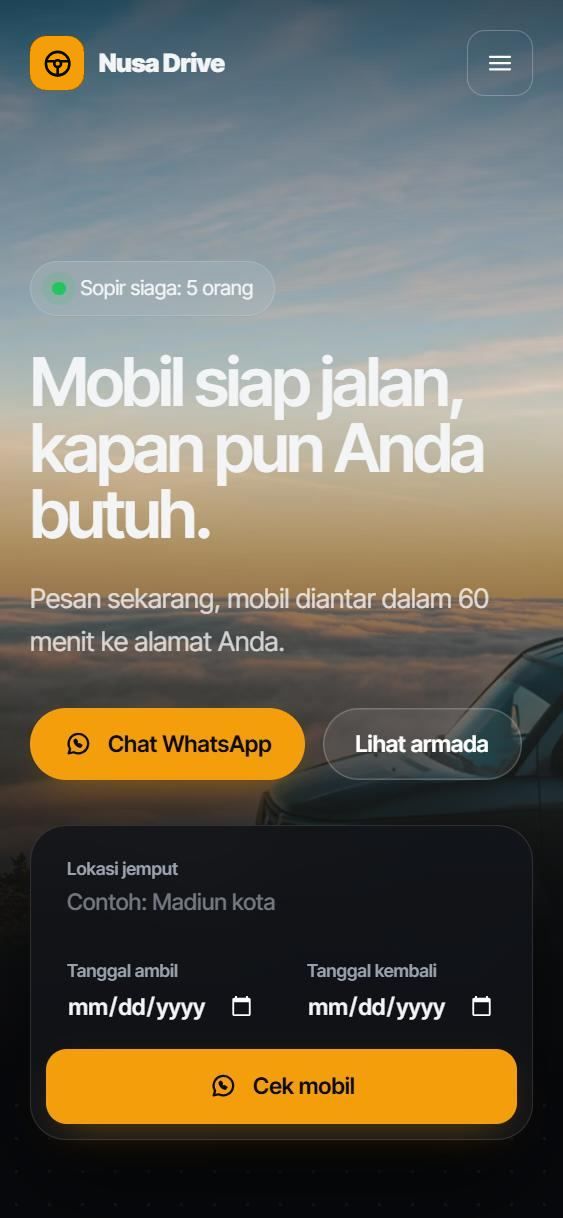 Nusa Drive
Sopir siaga: 5 orang
Mobil siap jalan,
kapan pun Anda
butuh.
Pesan sekarang, mobil diantar dalam 60
menit ke alamat Anda.
Chat WhatsApp
Lihat armada
Lokasi jemput
Contoh: Madiun kota
Tanggal ambil
Tanggal kembali
mm/dd/yyyy
mm/dd/yyyy
Cek mobil